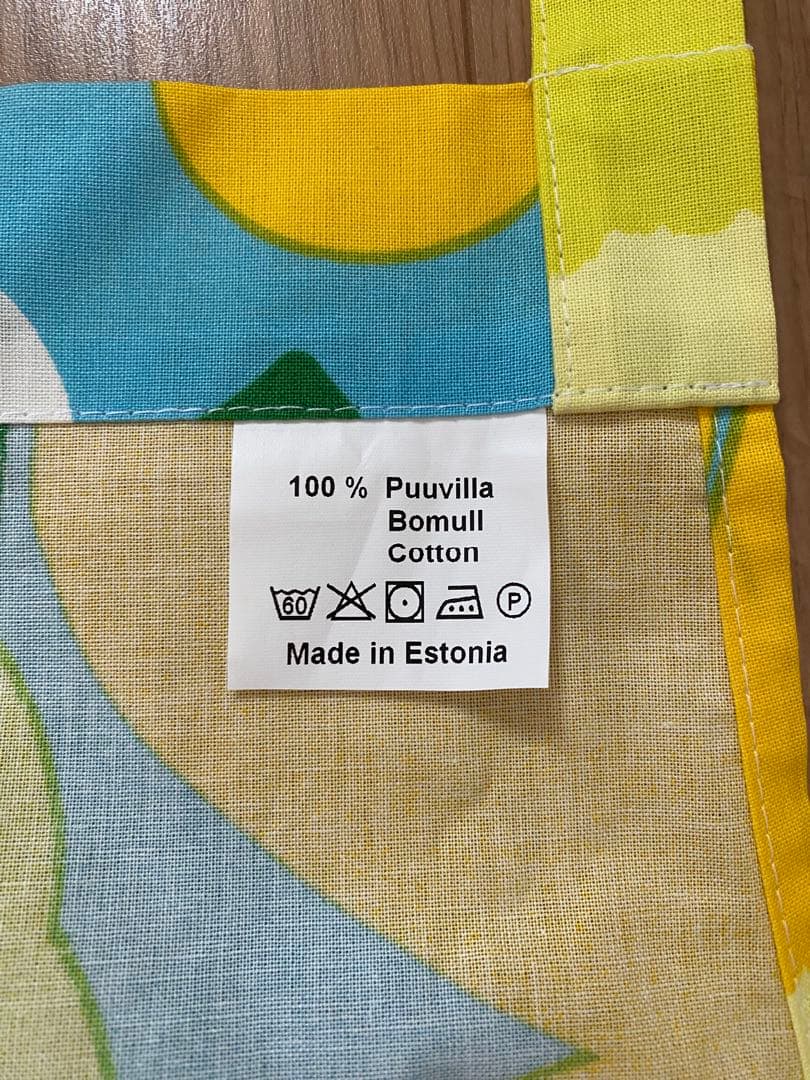 100 % Puuvilla
Bomull
Cotton
60 P
Made in Estonia